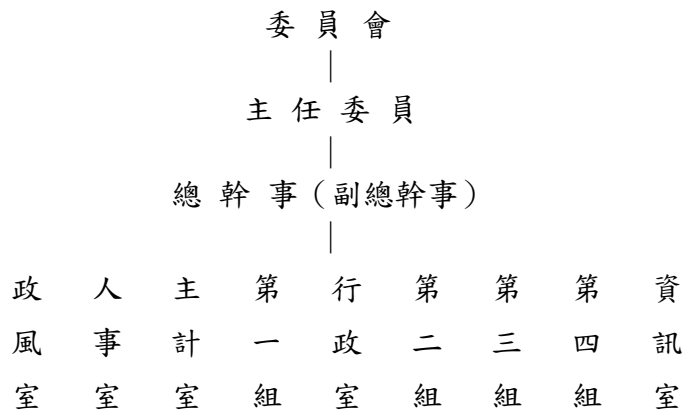 委員會
主任委員
總幹事（副總幹事）
政風室
人事室
主計室
第一組
行政室
第二組
第三組
第四組
資訊室